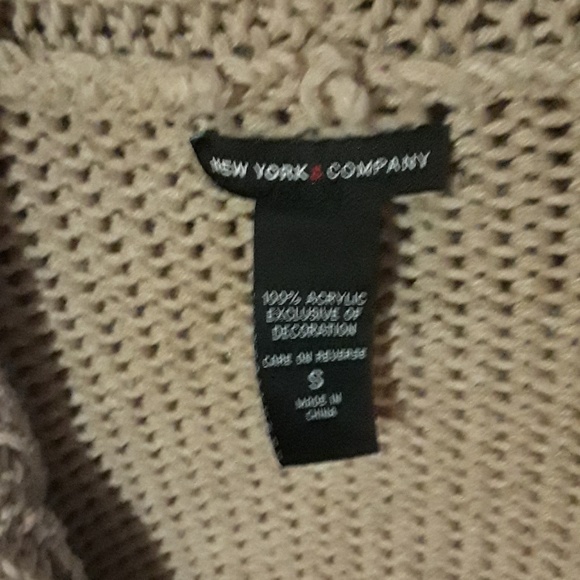 NEW YORK & COMPANY
100% ACRYLIC
EXCLUSIVE OF
DECORATION
CARE ON REVERSE
S
MADE IN
CHINA